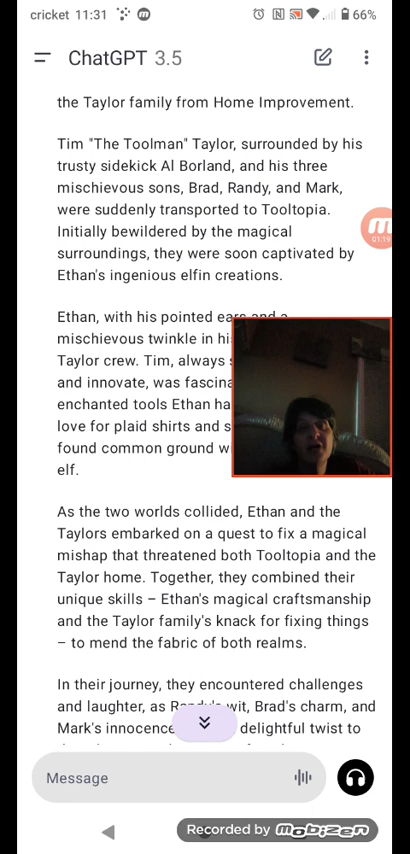 cricket 11:31 66%
ChatGPT 3.5
the Taylor family from Home Improvement.
Tim "The Toolman" Taylor, surrounded by his
trusty sidekick Al Borland, and his three
mischievous sons, Brad, Randy, and Mark,
were suddenly transported to Tooltopia.
Initially bewildered by the magical
surroundings, they were soon captivated by
Ethan's ingenious elfin creations.
01:19
Ethan, with his pointed ears and a
mischievous twinkle in
Taylor crew. Tim, always
and innovate, was
enchanted tools Ethan
love for plaid shirts and
found common ground
elf.
As the two worlds collided, Ethan and the
Taylors embarked on a quest to fix a magical
mishap that threatened both Tooltopia and the
Taylor home. Together, they combined their
unique skills – Ethan's magical craftsmanship
and the Taylor family's knack for fixing things
– to mend the fabric of both realms.
In their journey, they encountered challenges
and laughter, as Randy's wit, Brad's charm, and
Mark's innocence delightful twist to
Message
Recorded by mobizen